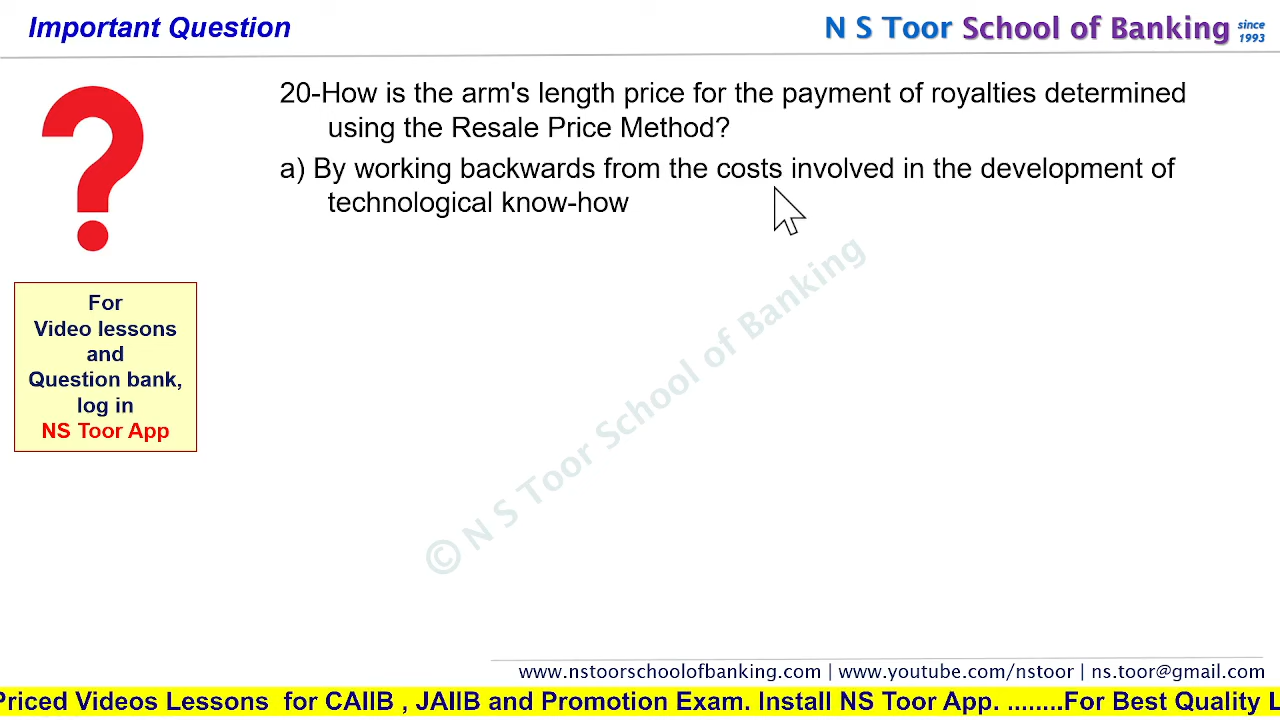 Important Question
N S Toor School of Banking since 1993
20-How is the arm's length price for the payment of royalties determined
using the Resale Price Method?
a) By working backwards from the costs involved in the development of
technological know-how
For
Video lessons
and
Question bank,
log in
NS Toor App
© N S Toor School of Banking
www.nstoorschoolofbanking.com | www.youtube.com/nstoor | ns.toor@gmail.com
Priced Videos Lessons for CAIIB , JAIIB and Promotion Exam. Install NS Toor App. ........For Best Quality L